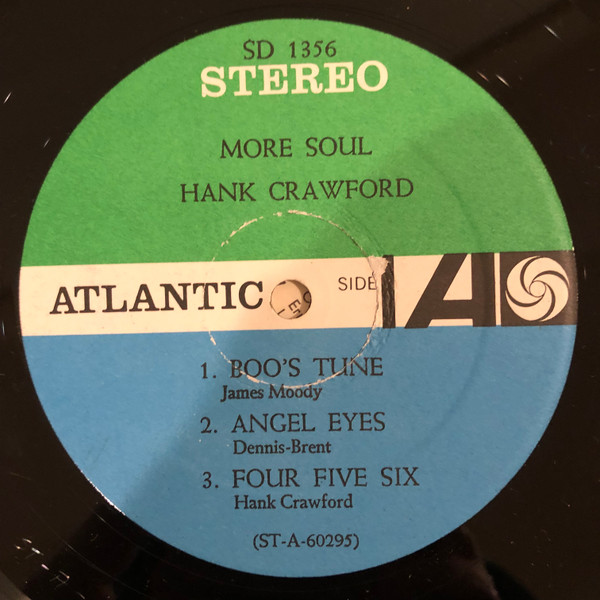 SD 1356
STEREO
MORE SOUL
HANK CRAWFORD
ATLANTIC
SIDE 1 A
1. BOO'S TUNE
James Moody
2. ANGEL EYES
Dennis-Brent
3. FOUR FIVE SIX
Hank Crawford
(ST-A-60295)